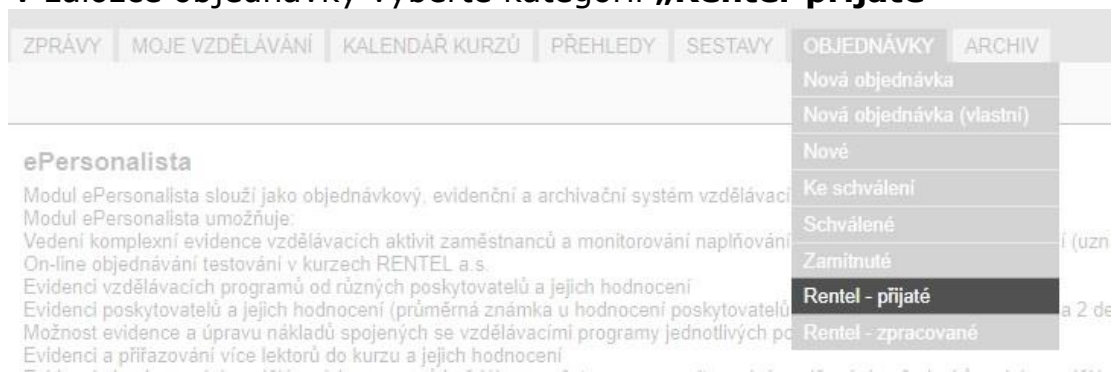 V záložce objednávky vyberte kategorii „Rentel přijaté
ZPRÁVY MOJE VZDĚLÁVÁNÍ KALENDÁŘ KURZŮ PŘEHLEDY SESTAVY OBJEDNÁVKY ARCHIV
Nová objednávka
Nová objednávka (vlastní)
Nové
Ke schválení
Schválené
Zamítnuté
Rentel - přijaté
Rentel - zpracované
ePersonalista
Modul ePersonalista slouží jako objednávkový, evidenční a archivační systém vzdělávací
Modul ePersonalista umožňuje:
Vedení komplexní evidence vzdělávacích aktivit zaměstnanců a monitorování naplňování í (uzn
On-line objednávání testování v kurzech RENTEL a.s.
Evidenci vzdělávacích programů od různých poskytovatelů a jejich hodnocení
Evidenci poskytovatelů a jejich hodnocení (průměrná známka u hodnocení poskytovatelů a 2 de
Možnost evidence a úpravu nákladů spojených se vzdělávacími programy jednotlivých po
Evidenci a přiřazování více lektorů do kurzu a jejich hodnocení